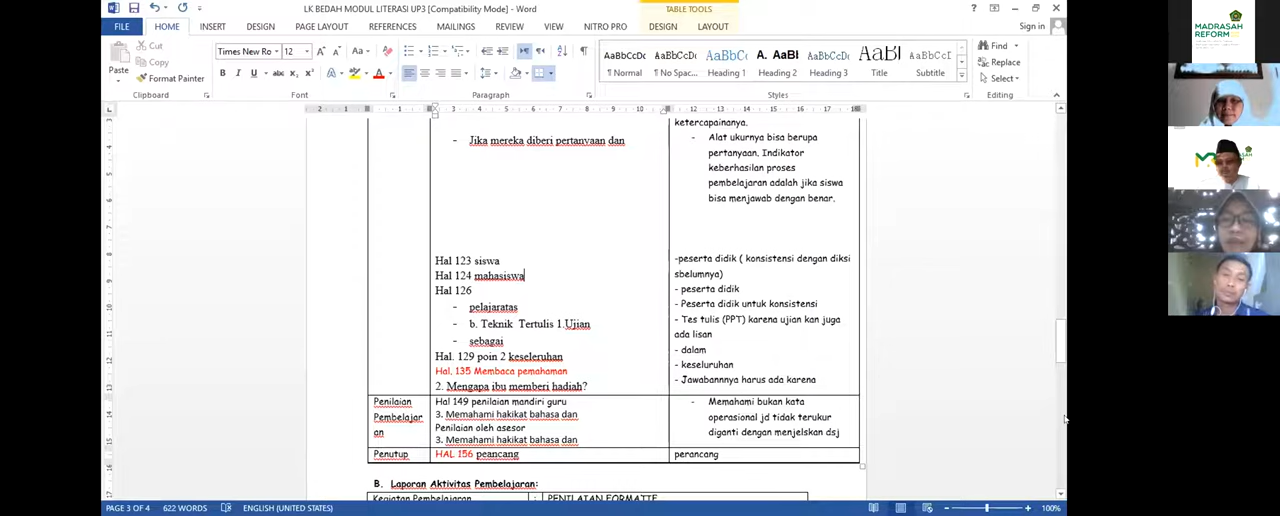 LK BEDAH MODUL LITERASI UP3 [Compatibility Mode] - Word
TABLE TOOLS
FILE HOME INSERT DESIGN PAGE LAYOUT REFERENCES MAILINGS REVIEW VIEW NITRO PRO DESIGN LAYOUT Sign in
Cut
Copy
Format Painter
Paste
Clipboard
Times New Ro 12
Font
Paragraph
AaBbCcDc AaBbCcDc AaBbC AaBbCc AaBbCcD AaBl AaBbCcD
¶ Normal ¶ No Spac... Heading 1 Heading 2 Heading 3 Title Subtitle
Styles
Find
Replace
Select
Editing
MADRASAH
REFORM
ketercapainanya.
- Jika mereka diberi pertanyaan dan
- Alat ukurnya bisa berupa
pertanyaan. Indikator
keberhasilan proses
pembelajaran adalah jika siswa
bisa menjawab dengan benar.
Hal 123 siswa
Hal 124 mahasiswa
Hal 126
- pelajaratas
- b. Teknik Tertulis 1.Ujian
- sebagai
Hal. 129 poin 2 keseleruhan
Hal. 135 Membaca pemahaman
2. Mengapa ibu memberi hadiah?
-peserta didik ( konsistensi dengan diksi
sbelumnya)
- peserta didik
- Peserta didik untuk konsistensi
- Tes tulis (PPT) karena ujian kan juga
ada lisan
- dalam
- keseluruhan
- Jawabannnya harus ada karena
Penilaian
Pembelajar
an
Hal 149 penilaian mandiri guru
3. Memahami hakikat bahasa dan
Penilaian oleh asesor
3. Memahami hakikat bahasa dan
- Memahami bukan kata
operasional jd tidak terukur
diganti dengan menjelskan dsj
Penutup
HAL 156 peancang
perancang
B. Laporan Aktivitas Pembelajaran:
Kegiatan Pembelajaran : PENILAIAN FORMATIF
PAGE 3 OF 4 622 WORDS ENGLISH (UNITED STATES) 100%